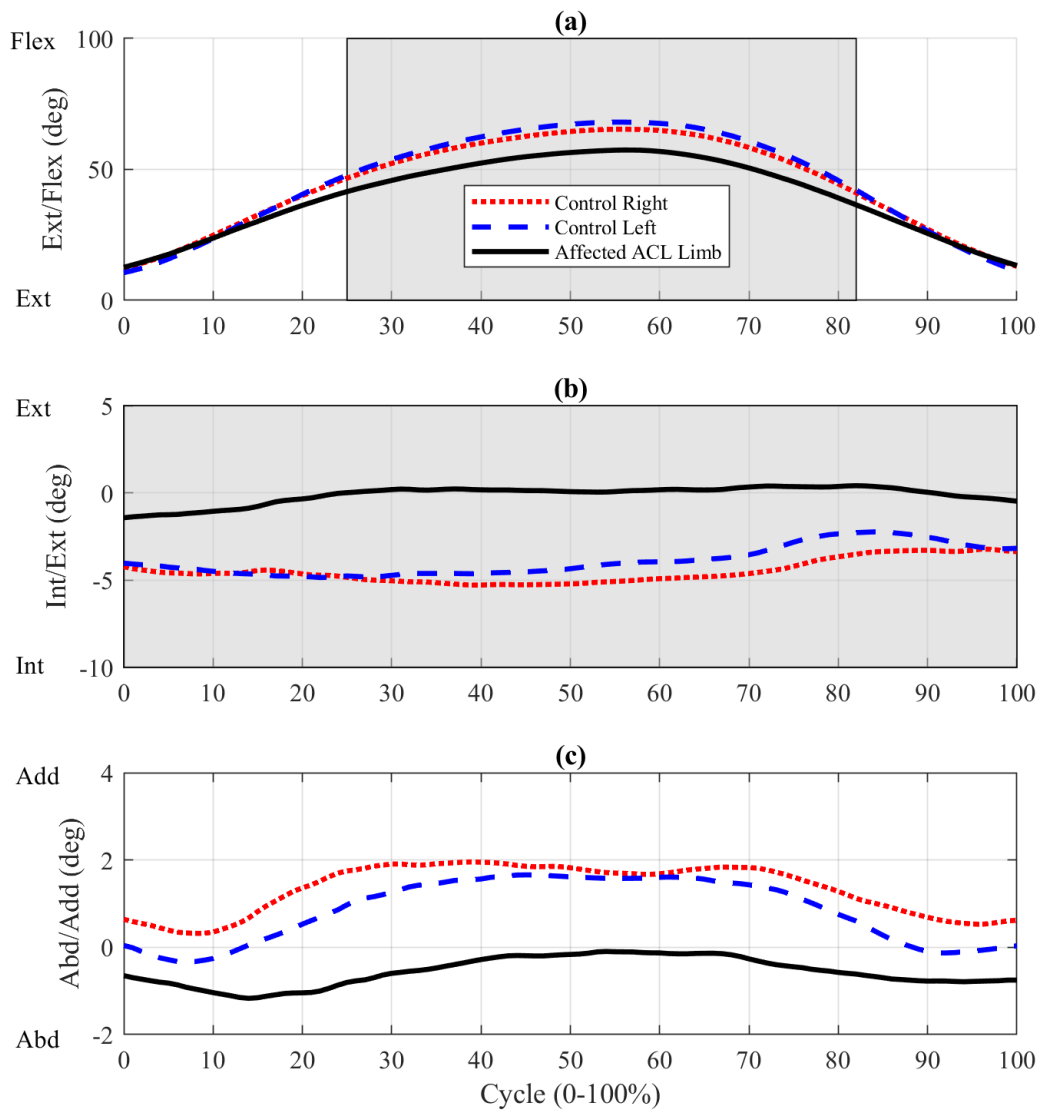 (a)
Flex
100
50
0
Ext/Flex (deg)
Ext
Control Right
Control Left
Affected ACL Limb
0 10 20 30 40 50 60 70 80 90 100
(b)
Ext
5
0
-5
-10
Int/Ext (deg)
Int
0 10 20 30 40 50 60 70 80 90 100
(c)
Add
4
2
0
-2
Abd/Add (deg)
Abd
0 10 20 30 40 50 60 70 80 90 100
Cycle (0-100%)